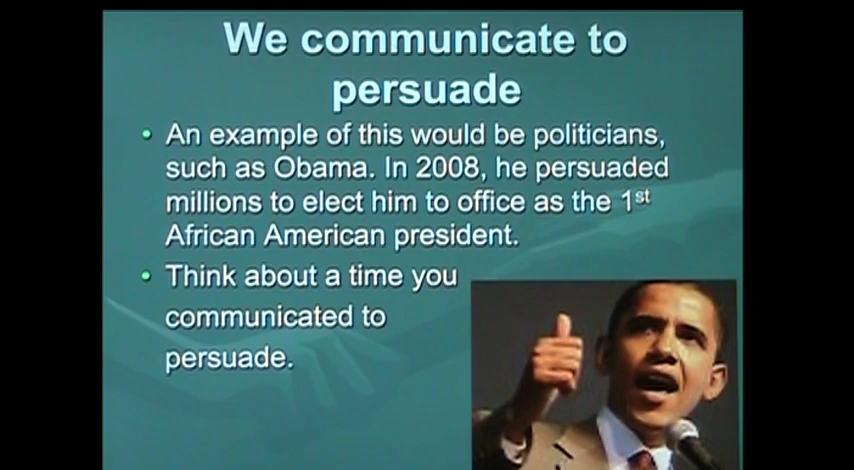 We communicate to
persuade
• An example of this would be politicians,
such as Obama. In 2008, he persuaded
millions to elect him to office as the 1st
African American president.
• Think about a time you
communicated to
persuade.